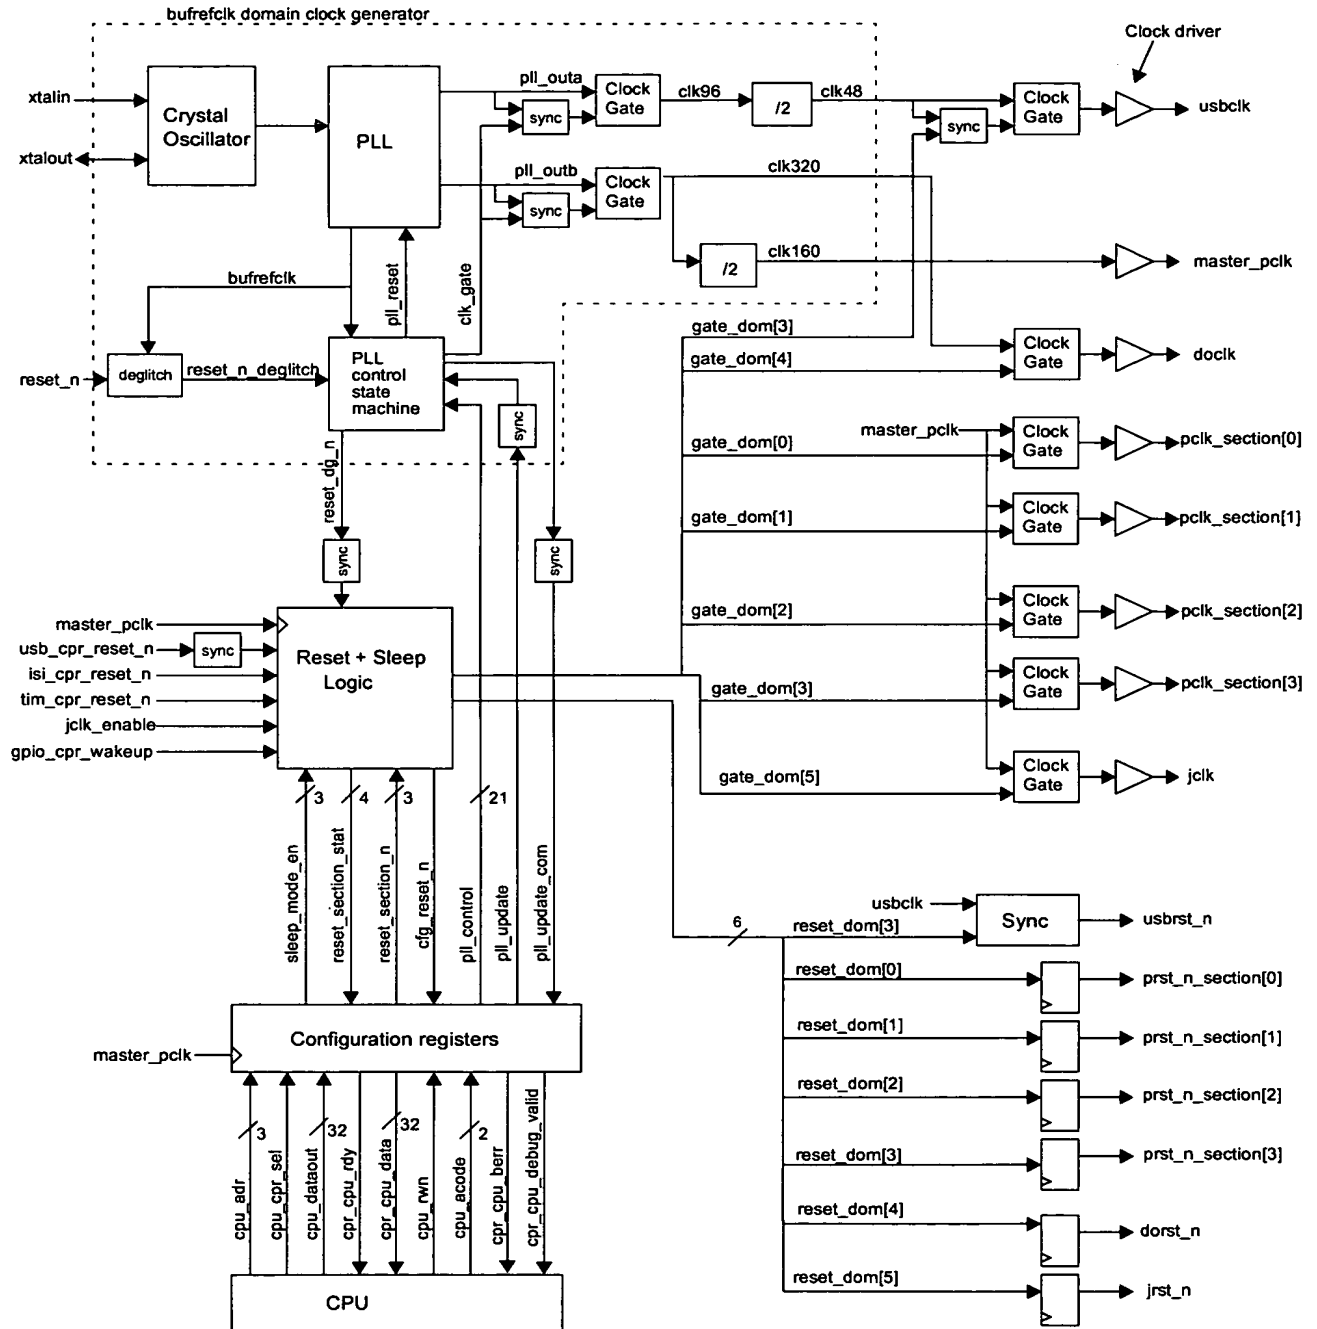 bufrefclk domain clock generator
Clock driver
xtalin
xtalout
Crystal
Oscillator
PLL
pll_outa
sync
Clock
Gate
clk96
/2
clk48
sync
Clock
Gate
usbclk
pll_outb
sync
Clock
Gate
clk320
/2
clk160
master_pclk
bufrefclk
pll_reset
clk_gate
reset_n
deglitch
reset_n_deglitch
PLL
control
state
machine
sync
gate_dom[3]
gate_dom[4]
Clock
Gate
doclk
reset_dg_n
sync
sync
gate_dom[0]
master_pclk
Clock
Gate
pclk_section[0]
gate_dom[1]
Clock
Gate
pclk_section[1]
gate_dom[2]
Clock
Gate
pclk_section[2]
gate_dom[3]
Clock
Gate
pclk_section[3]
gate_dom[5]
Clock
Gate
jclk
master_pclk
usb_cpr_reset_n
sync
isi_cpr_reset_n
tim_cpr_reset_n
jclk_enable
gpio_cpr_wakeup
Reset + Sleep
Logic
3
4
3
21
sleep_mode_en
reset_section_stat
reset_section_n
cfg_reset_n
pll_control
pll_update
pll_update_com
6
usbclk
reset_dom[3]
Sync
usbrst_n
reset_dom[0]
prst_n_section[0]
reset_dom[1]
prst_n_section[1]
reset_dom[2]
prst_n_section[2]
reset_dom[3]
prst_n_section[3]
reset_dom[4]
dorst_n
reset_dom[5]
jrst_n
master_pclk
Configuration registers
3
32
32
2
cpu_adr
cpu_cpr_sel
cpu_dataout
cpr_cpu_rdy
cpr_cpu_data
cpu_rwn
cpu_acode
cpr_cpu_berr
cpr_cpu_debug_valid
CPU